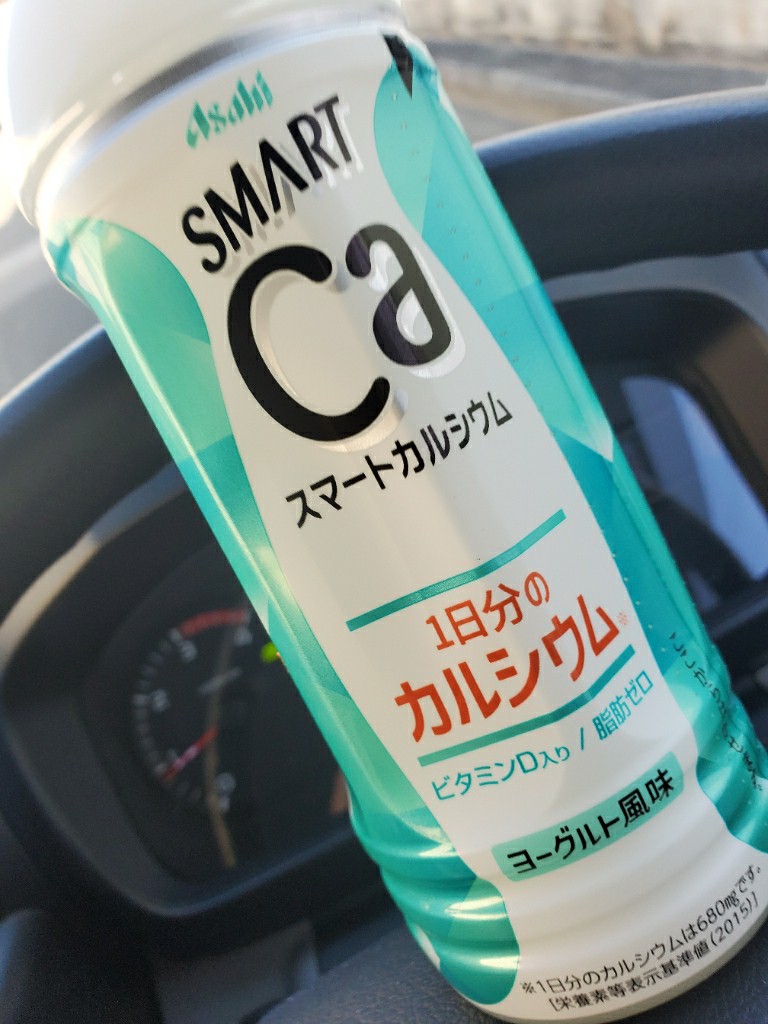 Asahi
SMART
Ca
スマートカルシウム
1日分の
カルシウム※
ビタミンD入り / 脂肪ゼロ
ヨーグルト風味
※1日分のカルシウムは680mgです。
[栄養素等表示基準値(2015)]